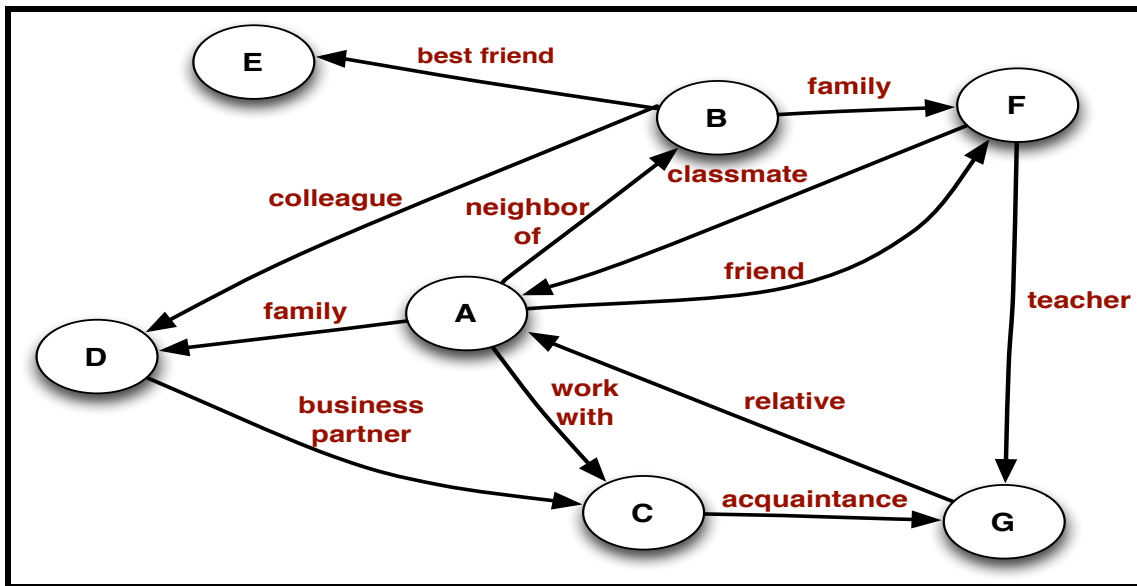 E
best friend
B
family
F
colleague
neighbor
of
classmate
family
A
friend
teacher
D
business
partner
work
with
relative
C
acquaintance
G